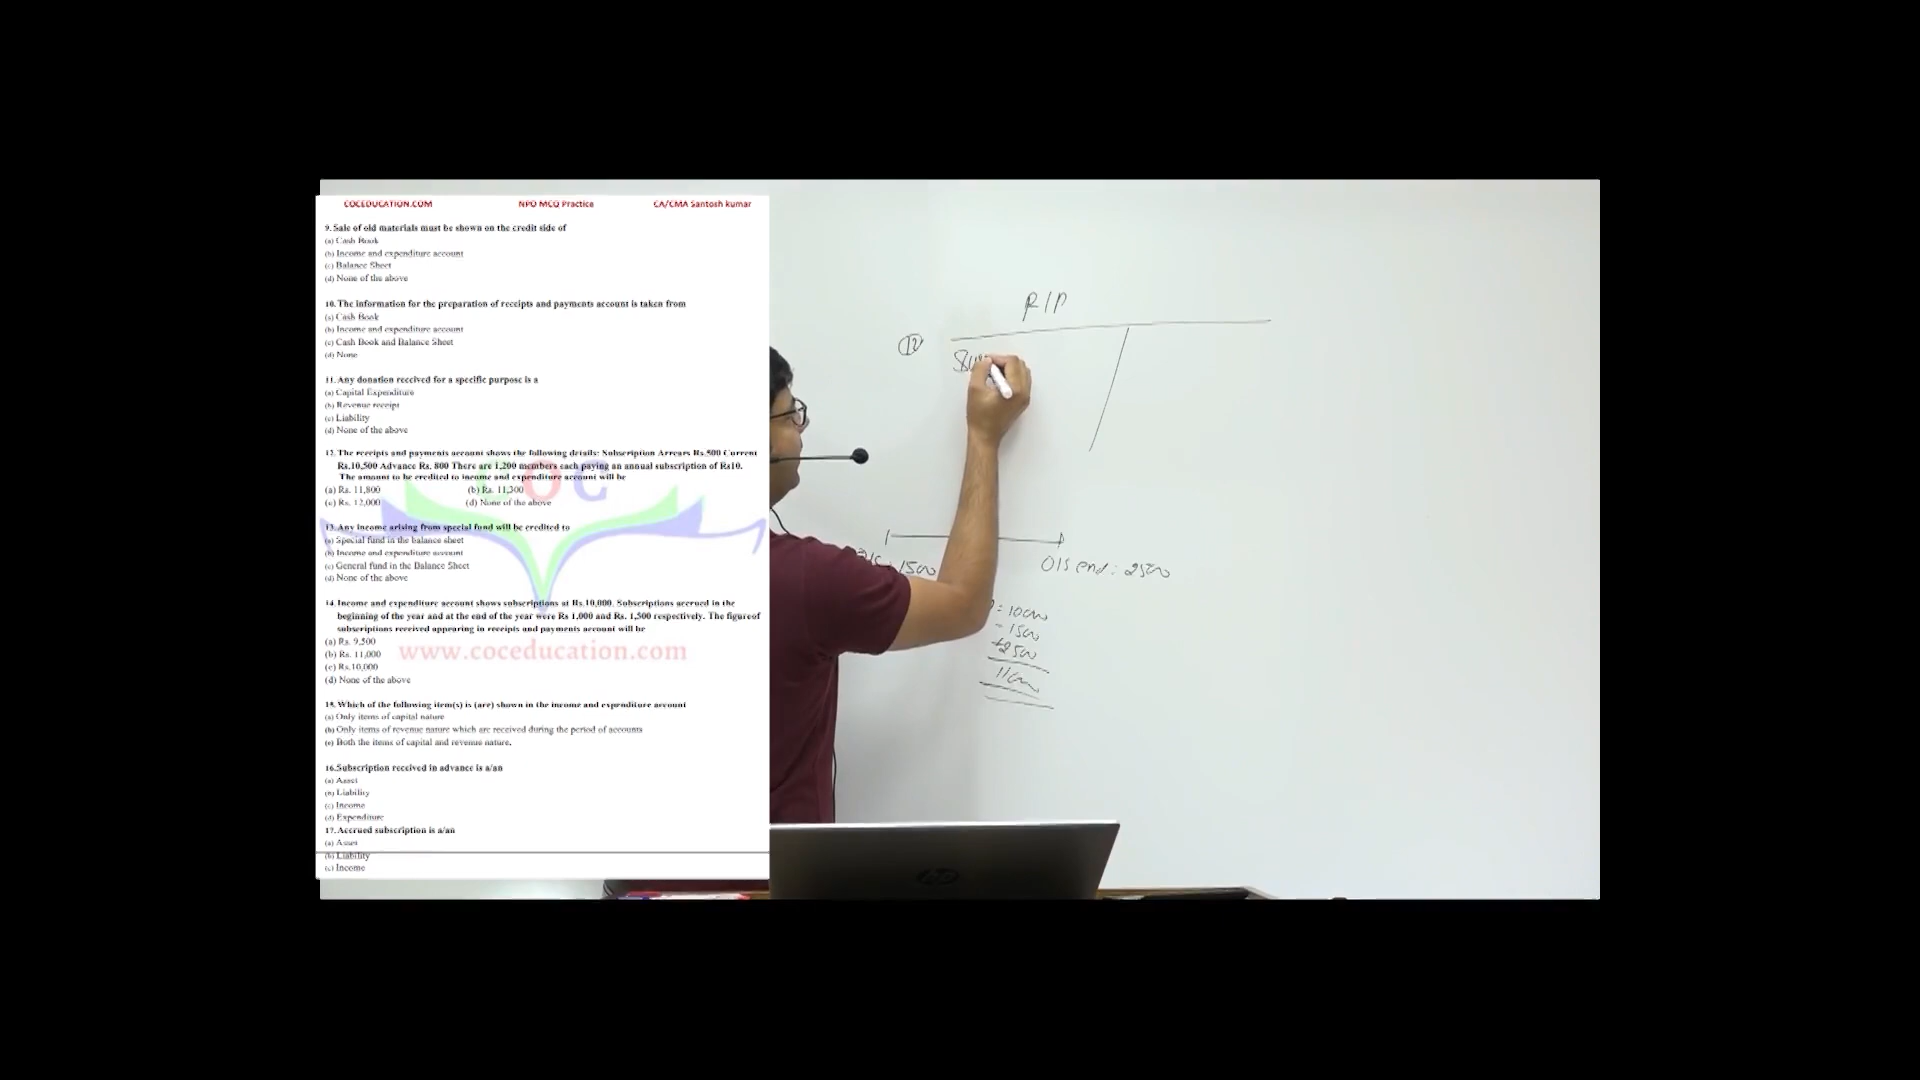 COCEDUCATION.COM NPO MCQ Practice CA/CMA Santosh kumar
9. Sale of old materials must be shown on the credit side of
(a) Cash Book
(b) Income and expenditure account
(c) Balance Sheet
(d) None of the above
10. The information for the preparation of receipts and payments account is taken from
(a) Cash Book
(b) Income and expenditure account
(c) Cash Book and Balance Sheet
(d) None
11. Any donation received for a specific purpose is a
(a) Capital Expenditure
(b) Revenue receipt
(c) Liability
(d) None of the above
12. The receipts and payments account shows the following details: Subscription Arrears Rs.500 Current
Rs.10,500 Advance Rs. 800 There are 1,200 members each paying an annual subscription of Rs10.
The amount to be credited to income and expenditure account will be
(a) Rs. 11,800 (b) Rs. 11,300
(c) Rs. 12,000 (d) None of the above
COC
13. Any income arising from special fund will be credited to
(a) Special fund in the balance sheet
(b) Income and expenditure account
(c) General fund in the Balance Sheet
(d) None of the above
14. Income and expenditure account shows subscriptions at Rs.10,000. Subscriptions accrued in the
beginning of the year and at the end of the year were Rs 1,000 and Rs. 1,500 respectively. The figureof
subscriptions received appearing in receipts and payments account will be
(a) Rs. 9,500
(b) Rs. 11,000
(c) Rs.10,000
(d) None of the above
www.coceducation.com
15. Which of the following item(s) is (are) shown in the income and expenditure account
(a) Only items of capital nature
(b) Only items of revenue nature which are received during the period of accounts
(c) Both the items of capital and revenue nature.
16.Subscription received in advance is a/an
(a) Asset
(b) Liability
(c) Income
(d) Expenditure
17. Accrued subscription is a/an
(a) Asset
(b) Liability
(c) Income
R/P
12
1500
O/S end: 2500
= 10000
- 1500
+2500
11000
hp